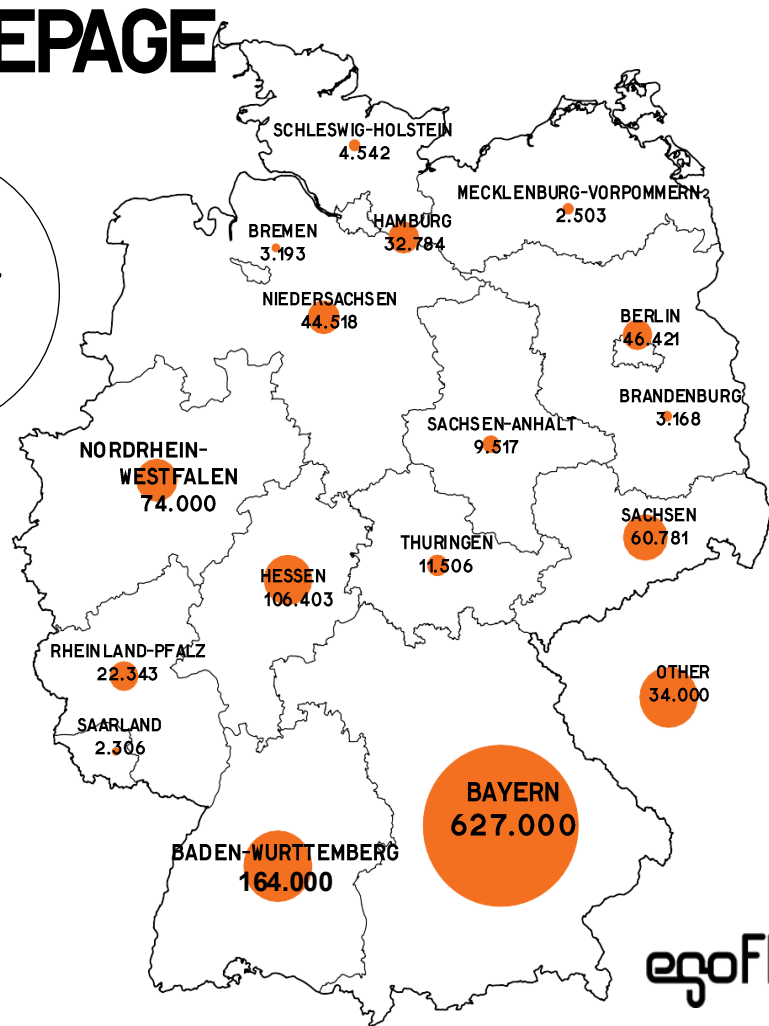 EPAGE
SCHLESWIG-HOLSTEIN
4.542
MECKLENBURG-VORPOMMERN
2.503
HAMBURG
32.784
BREMEN
3.193
NIEDERSACHSEN
44.518
BERLIN
46.421
BRANDENBURG
3.168
SACHSEN-ANHALT
9.517
NORDRHEIN-
WESTFALEN
74.000
SACHSEN
60.781
THURINGEN
11.506
HESSEN
106.403
RHEINLAND-PFALZ
22.343
OTHER
34.000
SAARLAND
2.306
BAYERN
627.000
BADEN-WURTTEMBERG
164.000
egoF